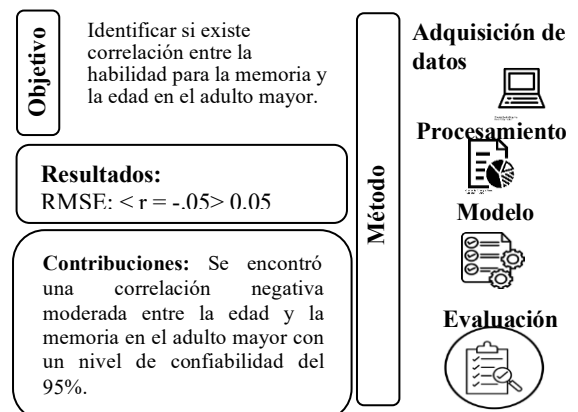 Objetivo
Identificar si existe
correlación entre la
habilidad para la memoria y
la edad en el adulto mayor.
Resultados:
RMSE: < r = -.05> 0.05
Contribuciones: Se encontró
una correlación negativa
moderada entre la edad y la
memoria en el adulto mayor con
un nivel de confiabilidad del
95%.
Método
Adquisición de
datos
Procesamiento
Modelo
Evaluación